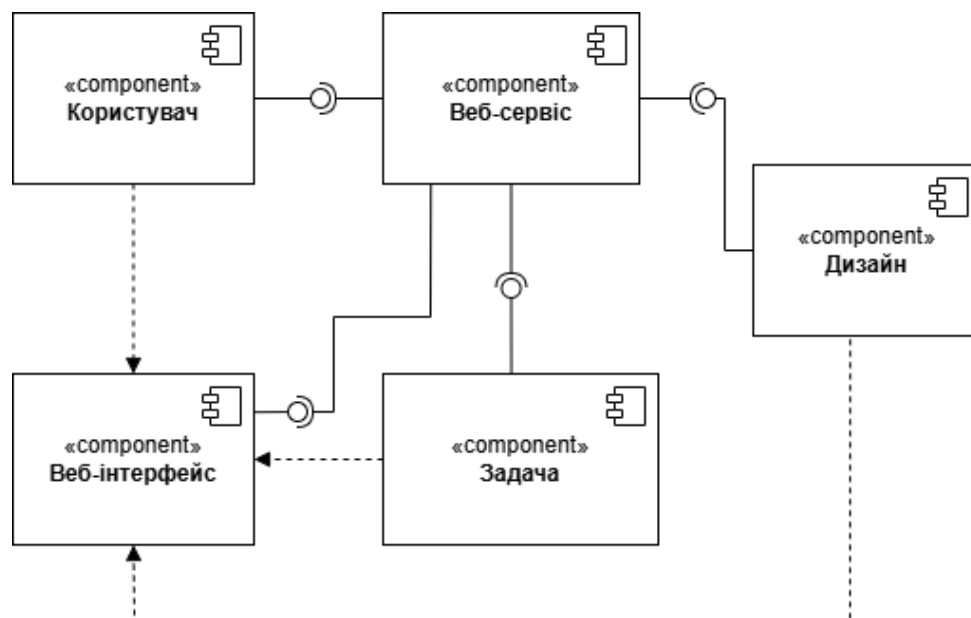 «component»
Користувач
«component»
Веб-сервіс
«component»
Дизайн
«component»
Веб-інтерфейс
«component»
Задача